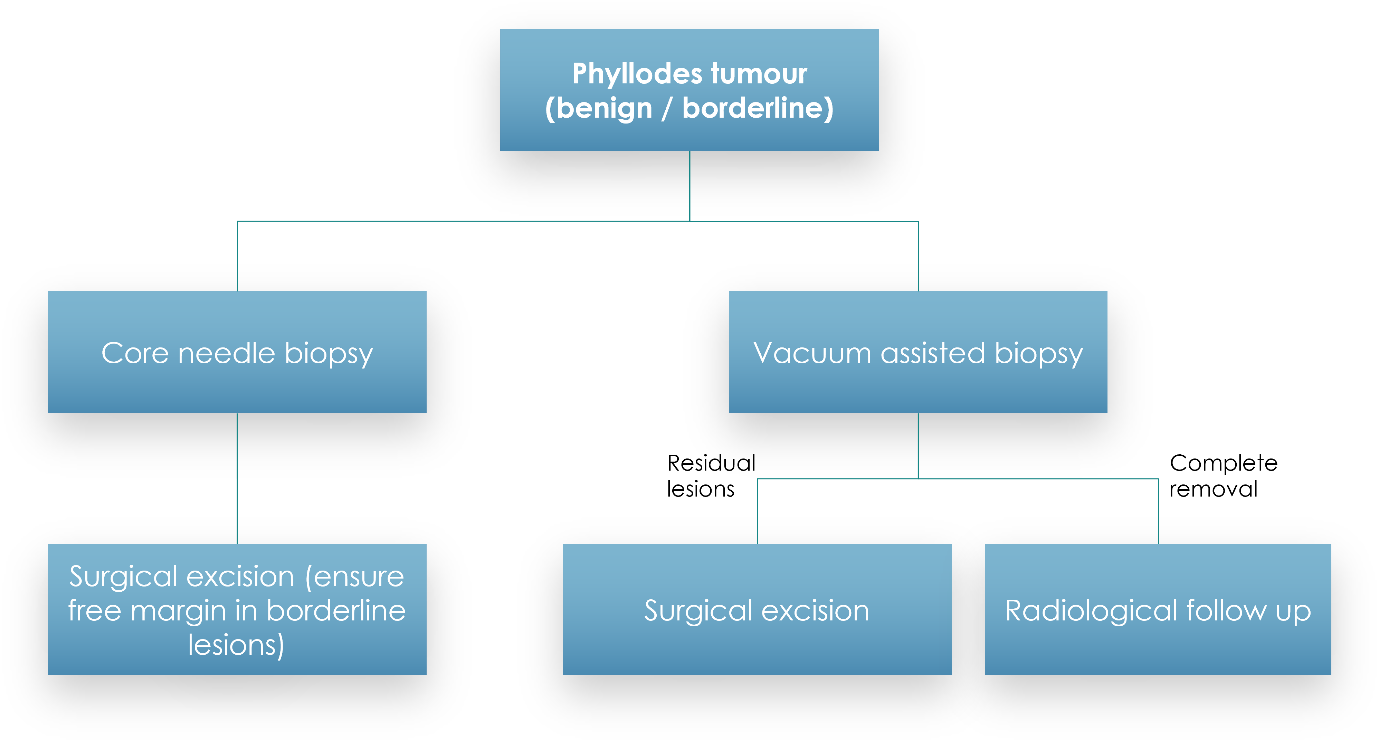 Phyllodes tumour
(benign / borderline)
Core needle biopsy
Vacuum assisted biopsy
Residual
lesions
Complete
removal
Surgical excision (ensure
free margin in borderline
lesions)
Surgical excision
Radiological follow up